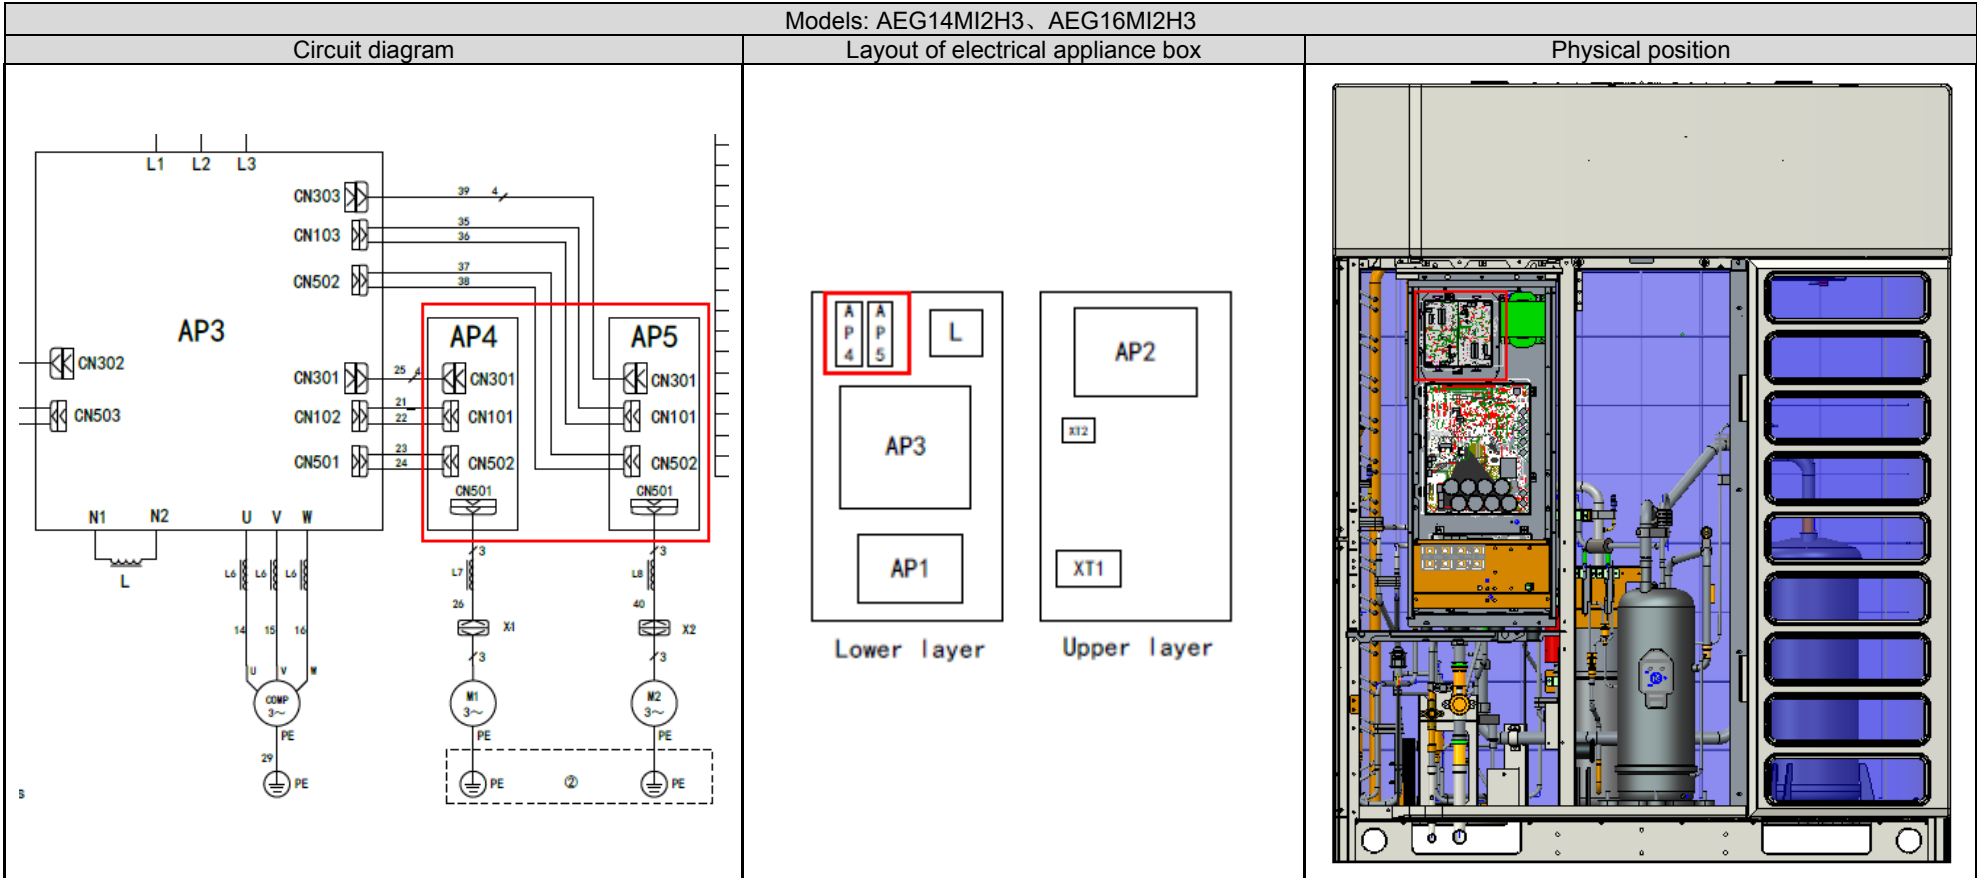 Models: AEG14MI2H3、AEG16MI2H3
Circuit diagram
Layout of electrical appliance box
Physical position
L1 L2 L3
CN303 39 4
CN103 35
36
CN502 37
38
AP3
AP4 AP5
CN302
CN301 25 4 CN301 CN301
CN503
CN102 21 CN101 CN101
22
CN501 23 CN502 CN502
24
CN501 CN501
N1 N2 U V W
3 3
L
L6 L6 L6 L7 L8
26 40
14 15 16 X1 X2
3 3
U V W
COMP
3~
M1
3~
M2
3~
PE PE PE
29
PE PE ② PE
s
A
P
4
A
P
5
L
AP3
AP1
Lower layer
AP2
XT2
XT1
Upper layer